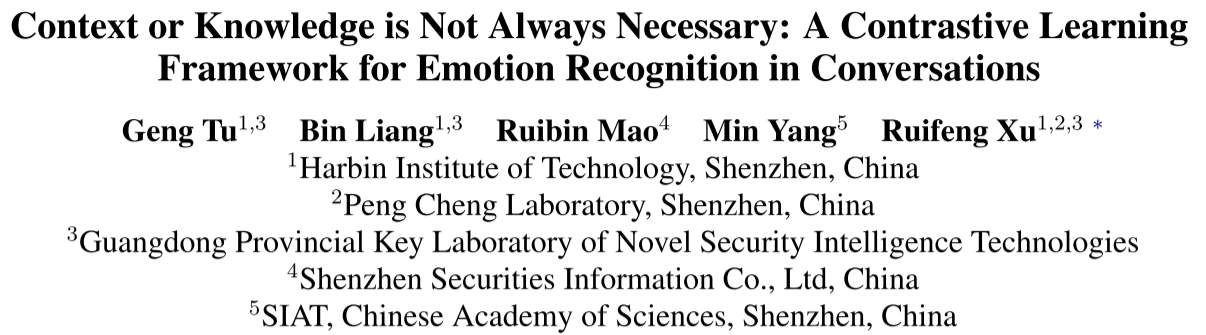 Context or Knowledge is Not Always Necessary: A Contrastive Learning
Framework for Emotion Recognition in Conversations
Geng Tu1,3 Bin Liang1,3 Ruibin Mao4 Min Yang5 Ruifeng Xu1,2,3 *
1Harbin Institute of Technology, Shenzhen, China
2Peng Cheng Laboratory, Shenzhen, China
3Guangdong Provincial Key Laboratory of Novel Security Intelligence Technologies
4Shenzhen Securities Information Co., Ltd, China
5SIAT, Chinese Academy of Sciences, Shenzhen, China